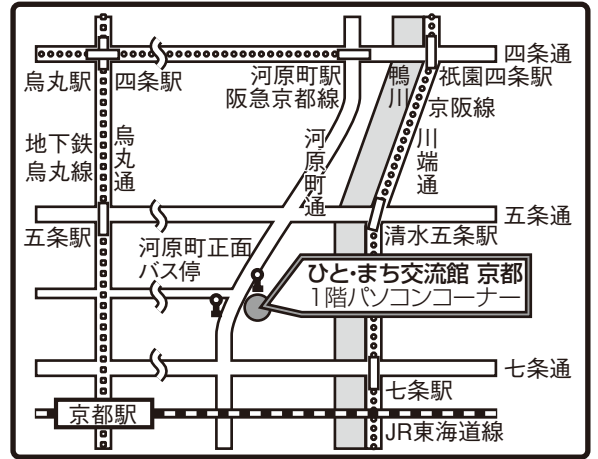 四条通
烏丸駅
四条駅
河原町駅
阪急京都線
鴨川
祇園四条駅
京阪線
地下鉄
烏丸線
烏丸通
河原町通
川端通
五条通
五条駅
清水五条駅
河原町正面
バス停
ひと・まち交流館 京都
1階パソコンコーナー
七条通
七条駅
京都駅
JR東海道線